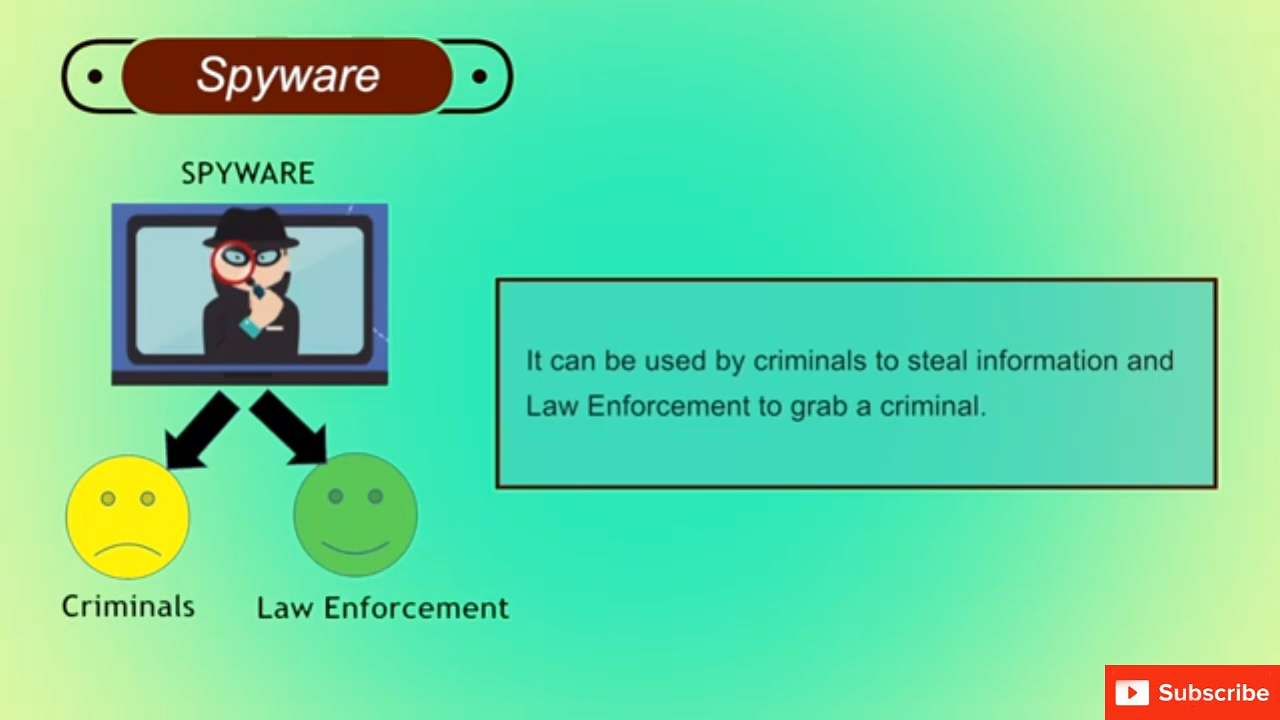 Spyware
SPYWARE
It can be used by criminals to steal information and
Law Enforcement to grab a criminal.
Criminals
Law Enforcement
Subscribe